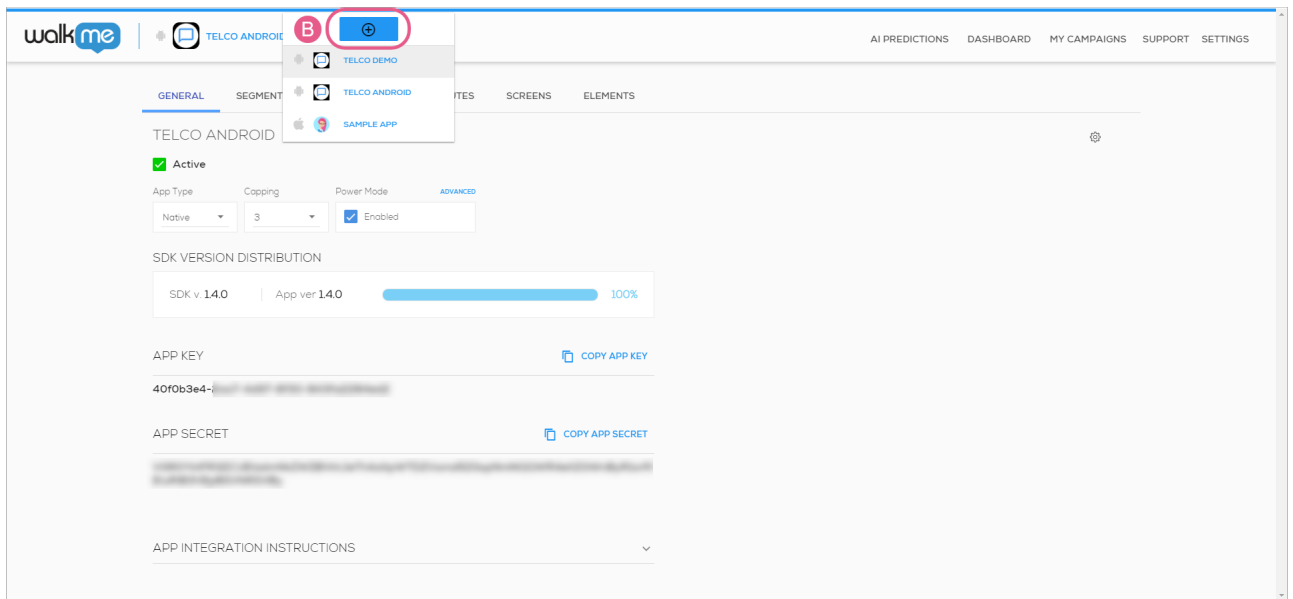 walkme
TELCO ANDROID
B
TELCO DEMO
TELCO ANDROID
SAMPLE APP
AI PREDICTIONS DASHBOARD MY CAMPAIGNS SUPPORT SETTINGS
GENERAL SEGMENT UTES SCREENS ELEMENTS
TELCO ANDROID
Active
App Type Capping Power Mode ADVANCED
Native 3 Enabled
SDK VERSION DISTRIBUTION
SDK v. 1.4.0 App ver 1.4.0 100%
APP KEY COPY APP KEY
40f0b3e4-
APP SECRET COPY APP SECRET
APP INTEGRATION INSTRUCTIONS